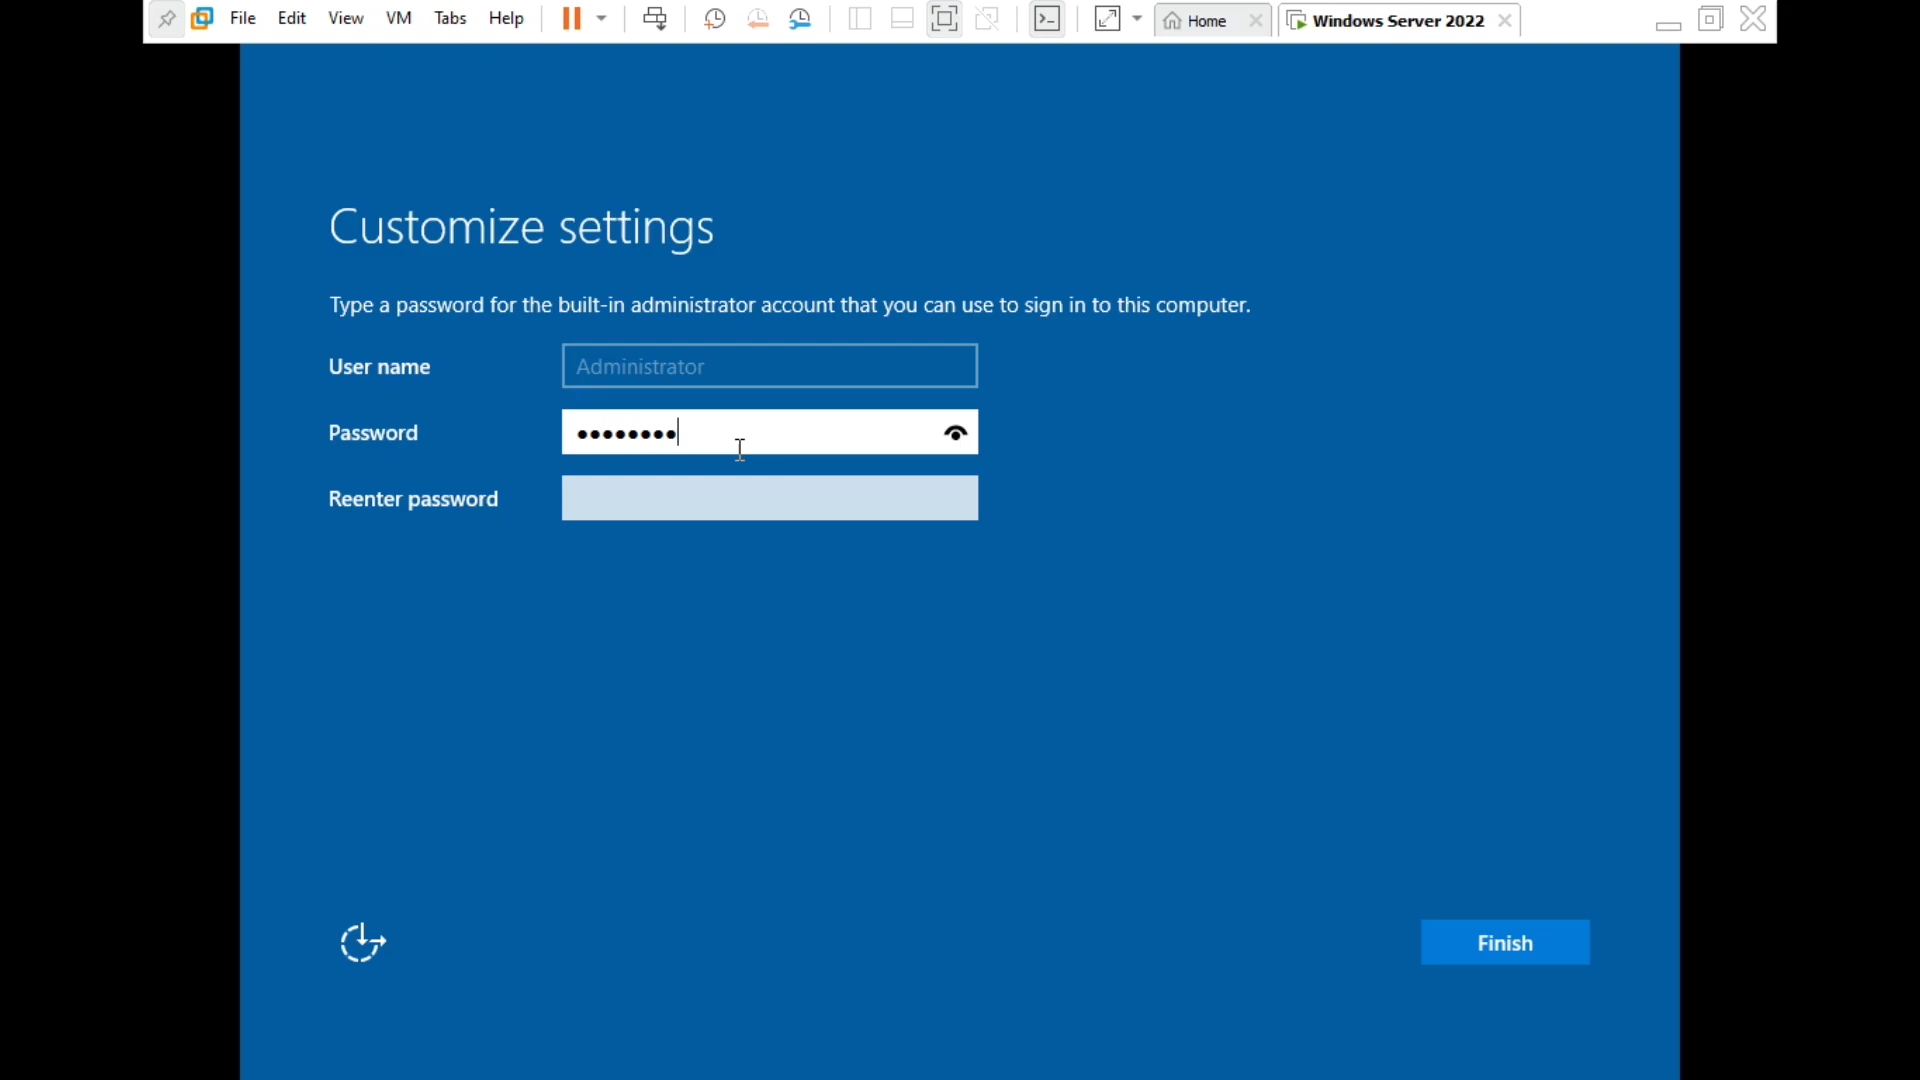 File Edit View VM Tabs Help Home Windows Server 2022
Customize settings
Type a password for the built-in administrator account that you can use to sign in to this computer.
User name Administrator
Password ••••••••
Reenter password
Finish